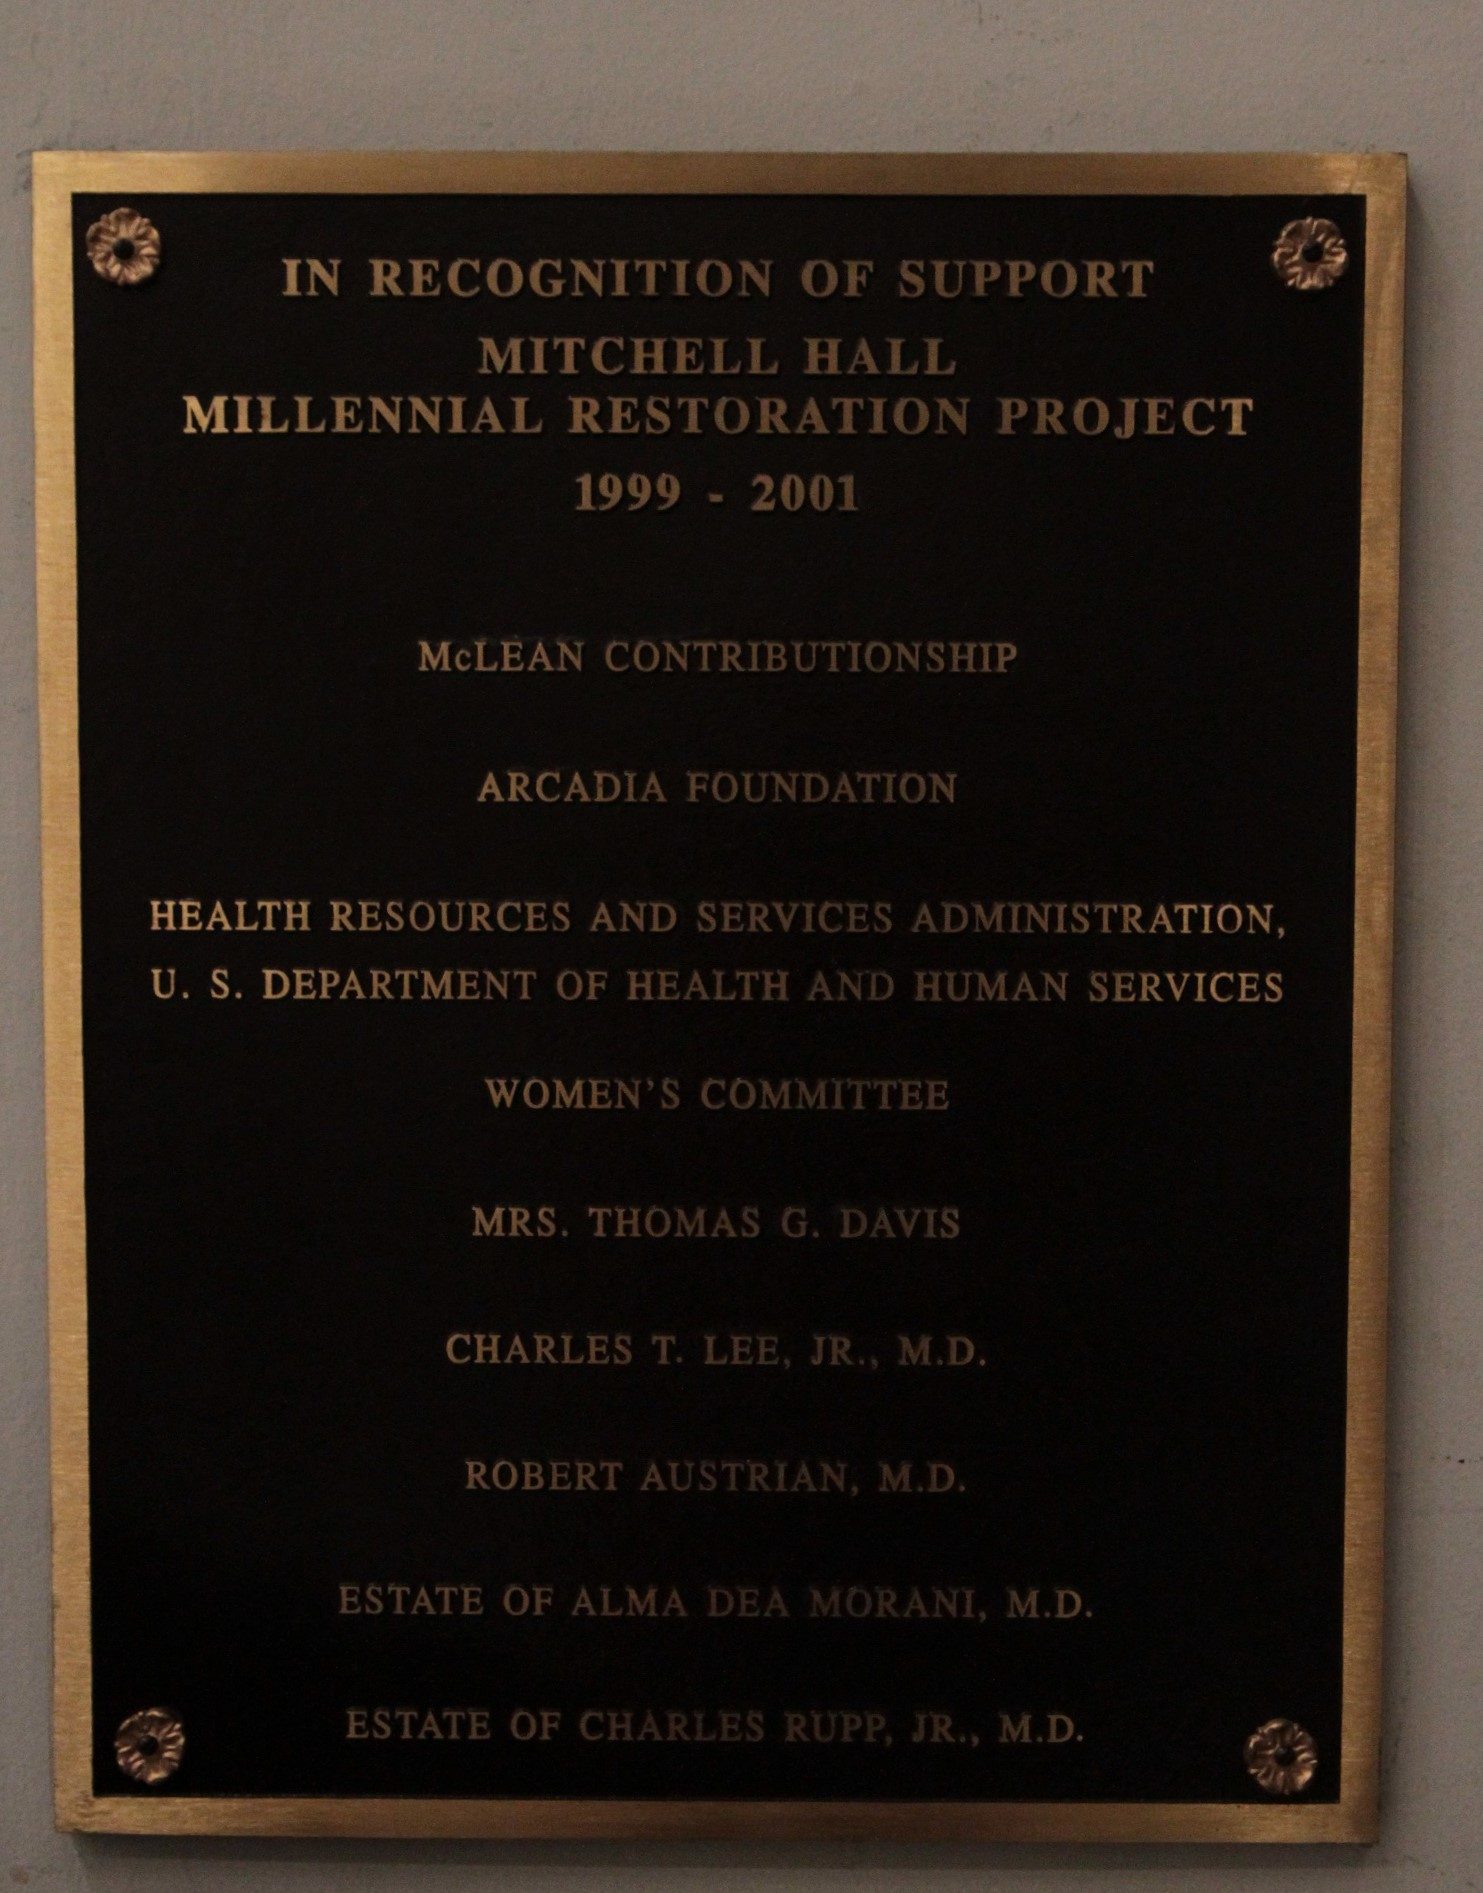 IN RECOGNITION OF SUPPORT
MITCHELL HALL
MILLENNIAL RESTORATION PROJECT
1999 - 2001
McLEAN CONTRIBUTIONSHIP
ARCADIA FOUNDATION
HEALTH RESOURCES AND SERVICES ADMINISTRATION,
U. S. DEPARTMENT OF HEALTH AND HUMAN SERVICES
WOMEN'S COMMITTEE
MRS. THOMAS G. DAVIS
CHARLES T. LEE, JR., M.D.
ROBERT AUSTRIAN, M.D.
ESTATE OF ALMA DEA MORANI, M.D.
ESTATE OF CHARLES RUPP, JR., M.D.